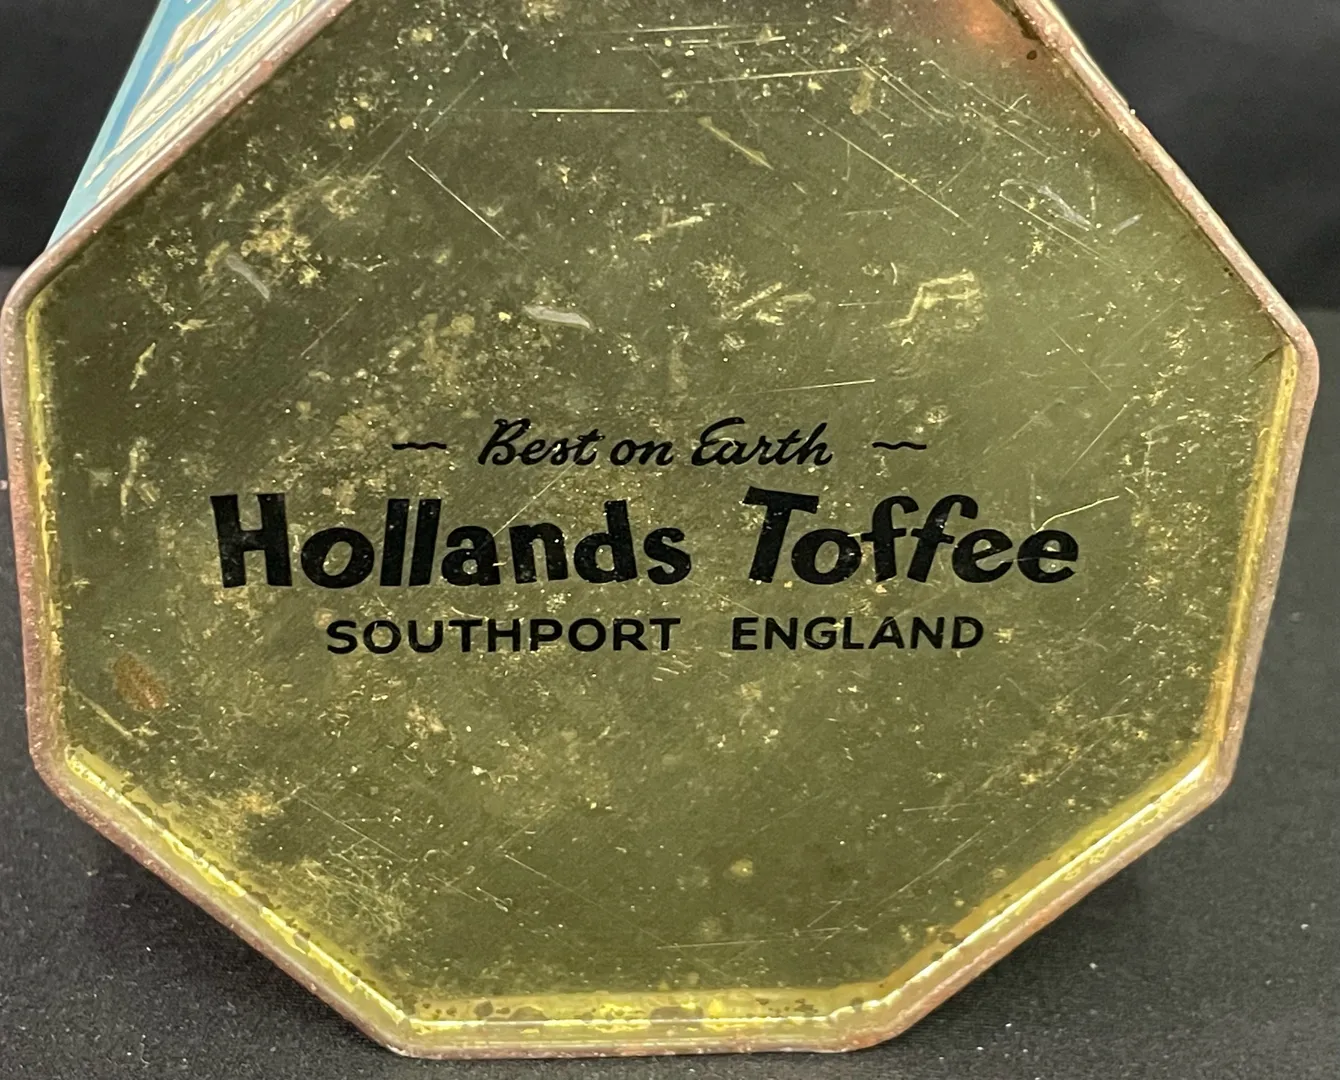 ~ Best on Earth ~
Hollands Toffee
SOUTHPORT ENGLAND